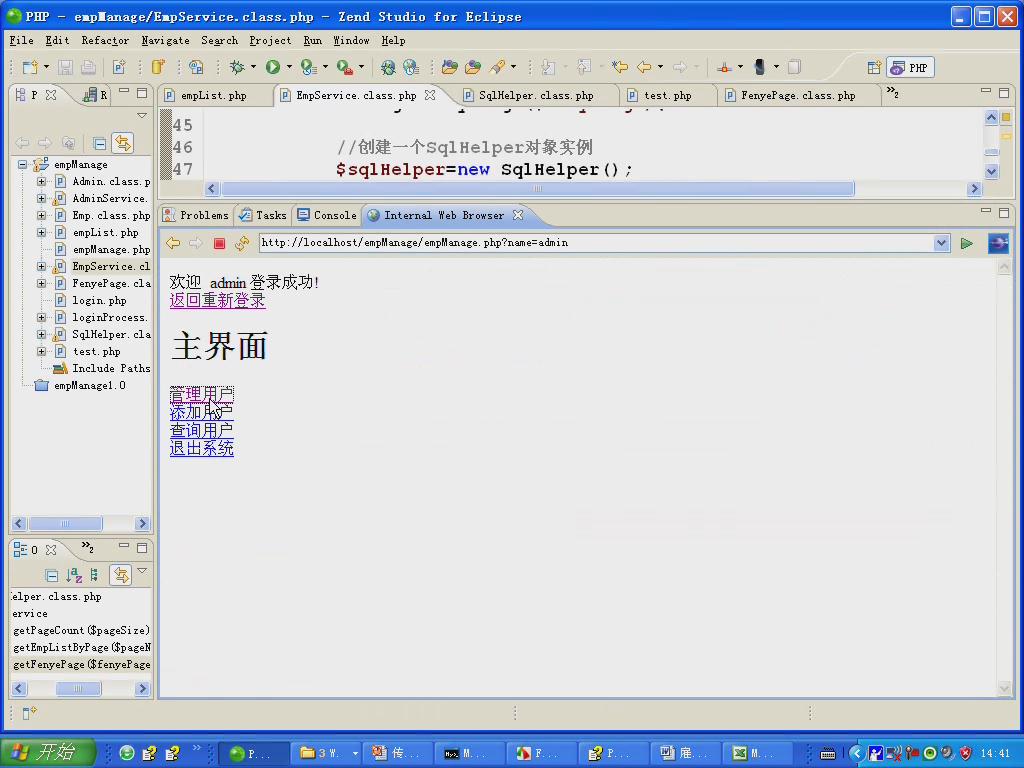 PHP - empManage/EmpService.class.php - Zend Studio for Eclipse
File Edit Refactor Navigate Search Project Run Window Help
PHP
P R
empList.php EmpService.class.php SqlHelper.class.php test.php FenyePage.class.php »2
45
46 //创建一个SqlHelper对象实例
47 $sqlHelper=new SqlHelper();
empManage
Admin.class.p
AdminService.
Emp.class.php
empList.php
empManage.php
EmpService.cl
FenyePage.cla
login.php
loginProcess.
SqlHelper.cla
test.php
Include Paths
empManage1.0
Problems Tasks Console Internal Web Browser
http://localhost/empManage/empManage.php?name=admin
欢迎 admin 登录成功!
返回重新登录
主界面
管理用户
添加用户
查询用户
退出系统
O »2
elper.class.php
ervice
getPageCount($pageSize)
getEmpListByPage($pageN
getFenyePage($fenyePage
开始 P... 3 W. 传... M... F... P... 雇... M... 14:41